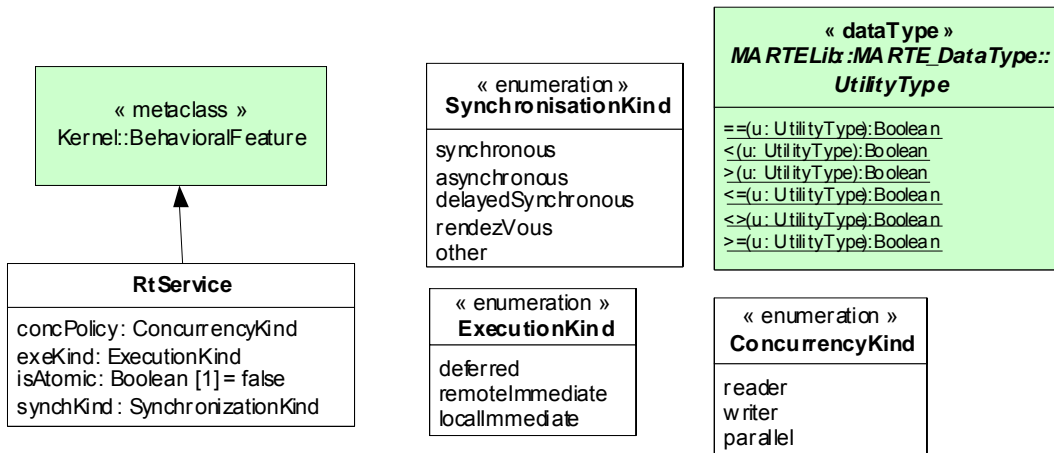 « metaclass »
Kernel::BehavioralFeature
RtService
concPolicy: ConcurrencyKind
exeKind: ExecutionKind
isAtomic: Boolean [1] = false
synchKind: SynchronizationKind
« enumeration »
SynchronisationKind
synchronous
asynchronous
delayedSynchronous
rendezVous
other
« enumeration »
ExecutionKind
deferred
remoteImmediate
localImmediate
« dataType »
MARTELib::MARTE_DataType::
UtilityType
==(u: UtilityType):Boolean
<(u: UtilityType):Boolean
>(u: UtilityType):Boolean
<=(u: UtilityType):Boolean
<>(u: UtilityType):Boolean
>=(u: UtilityType):Boolean
« enumeration »
ConcurrencyKind
reader
writer
parallel